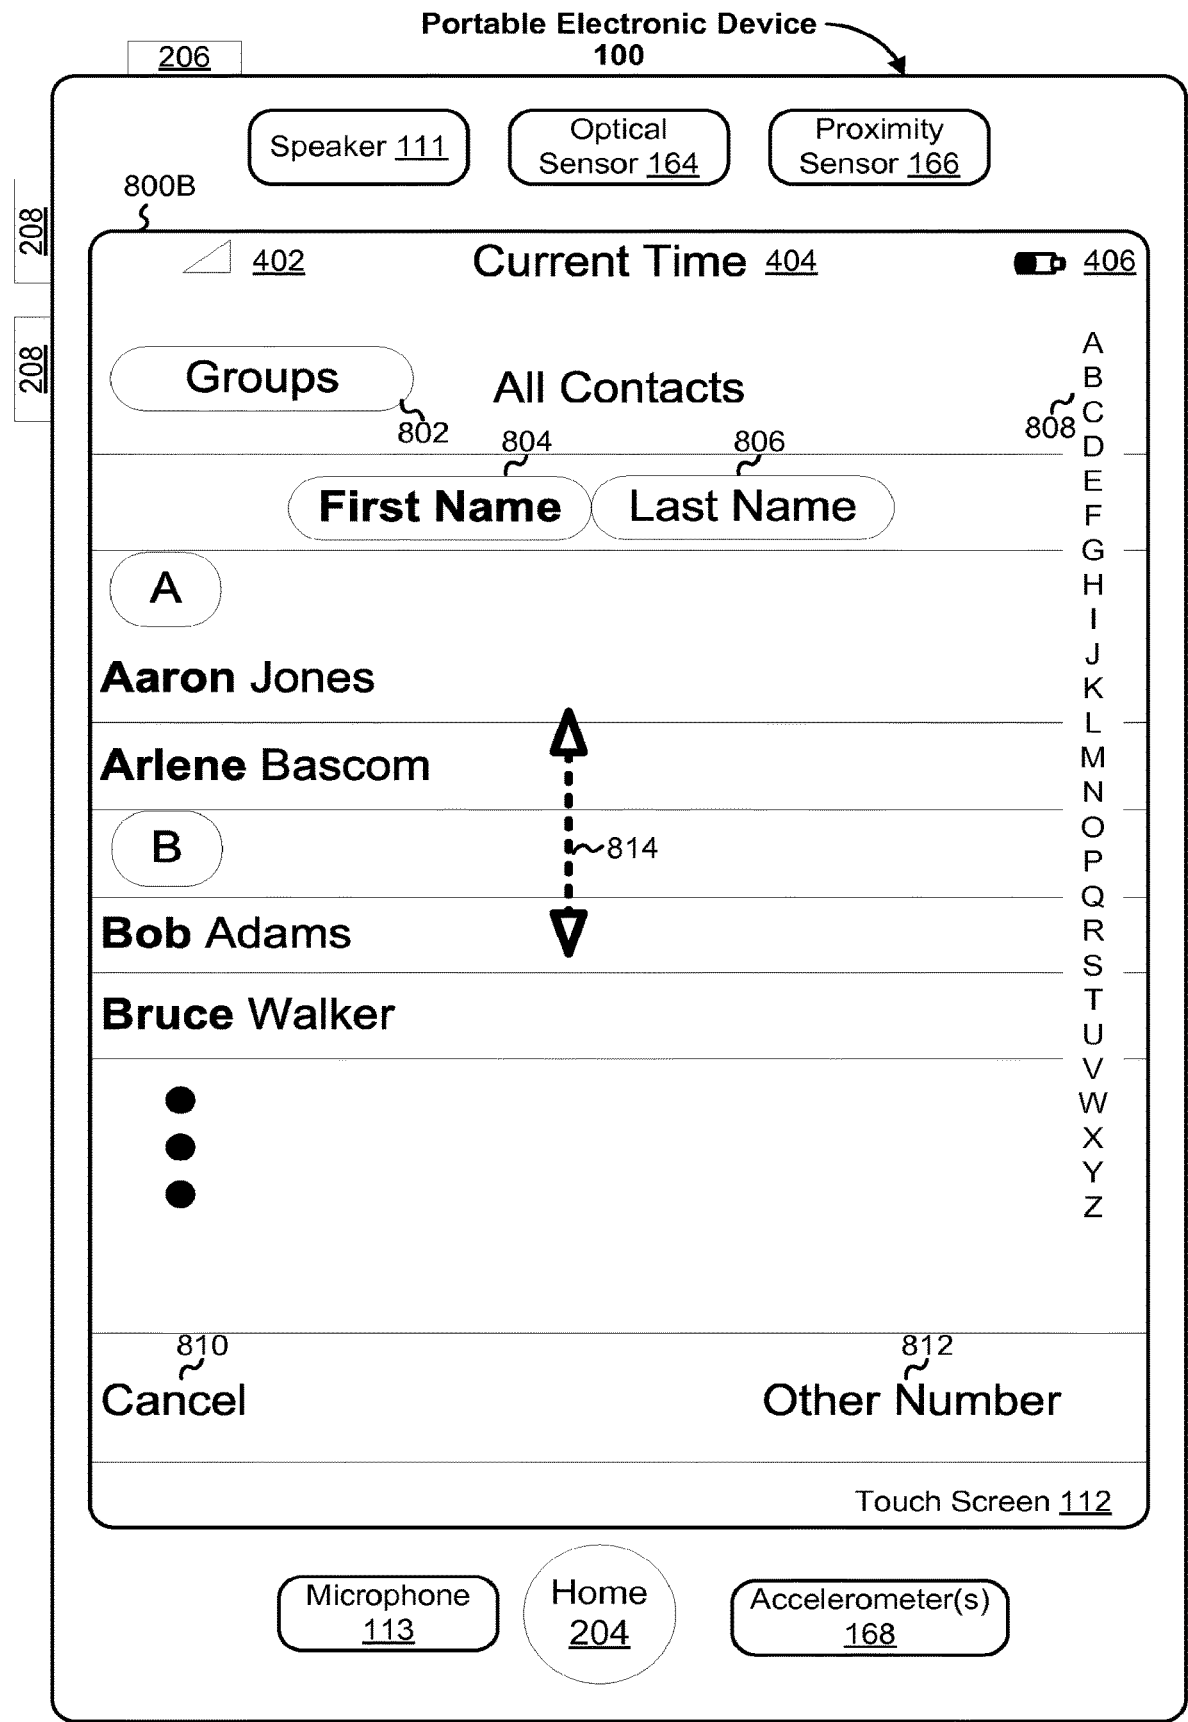 Portable Electronic Device
100
206
Speaker 111
Optical
Sensor 164
Proximity
Sensor 166
800B
208
208
402
Current Time 404
406
Groups
802
All Contacts
808
804
806
First Name
Last Name
A
Aaron Jones
Arlene Bascom
B
814
Bob Adams
Bruce Walker
A
B
C
D
E
F
G
H
I
J
K
L
M
N
O
P
Q
R
S
T
U
V
W
X
Y
Z
810
812
Cancel
Other Number
Touch Screen 112
Microphone
113
Home
204
Accelerometer(s)
168